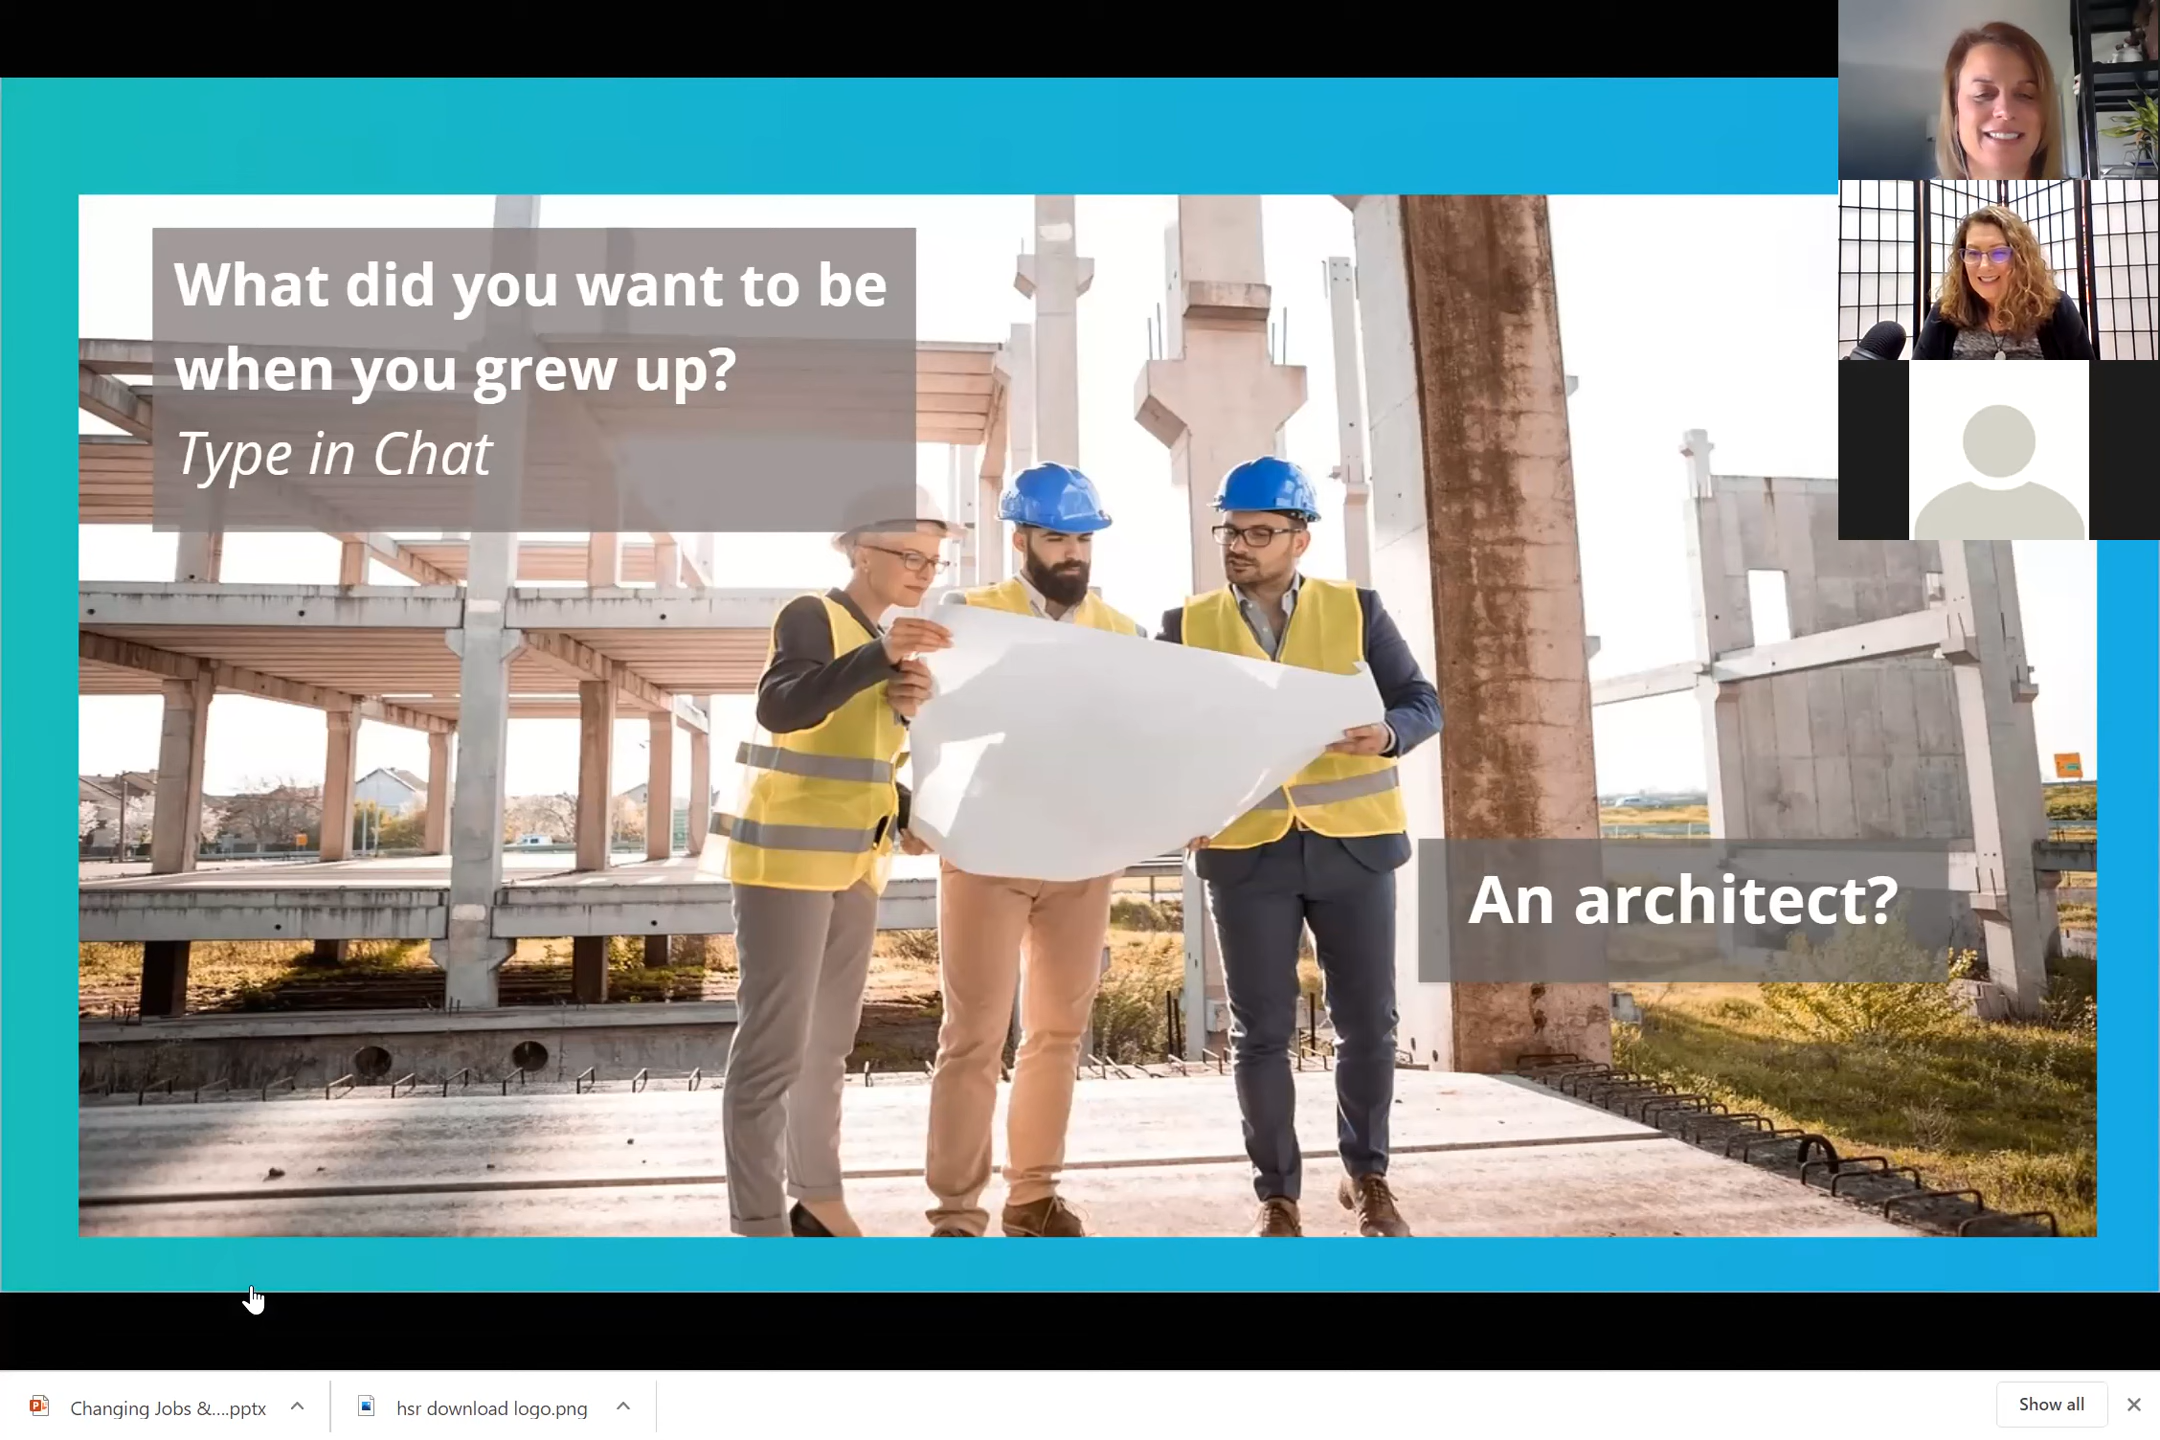 What did you want to be
when you grew up?
Type in Chat
An architect?
Changing Jobs &....pptx
hsr download logo.png
Show all